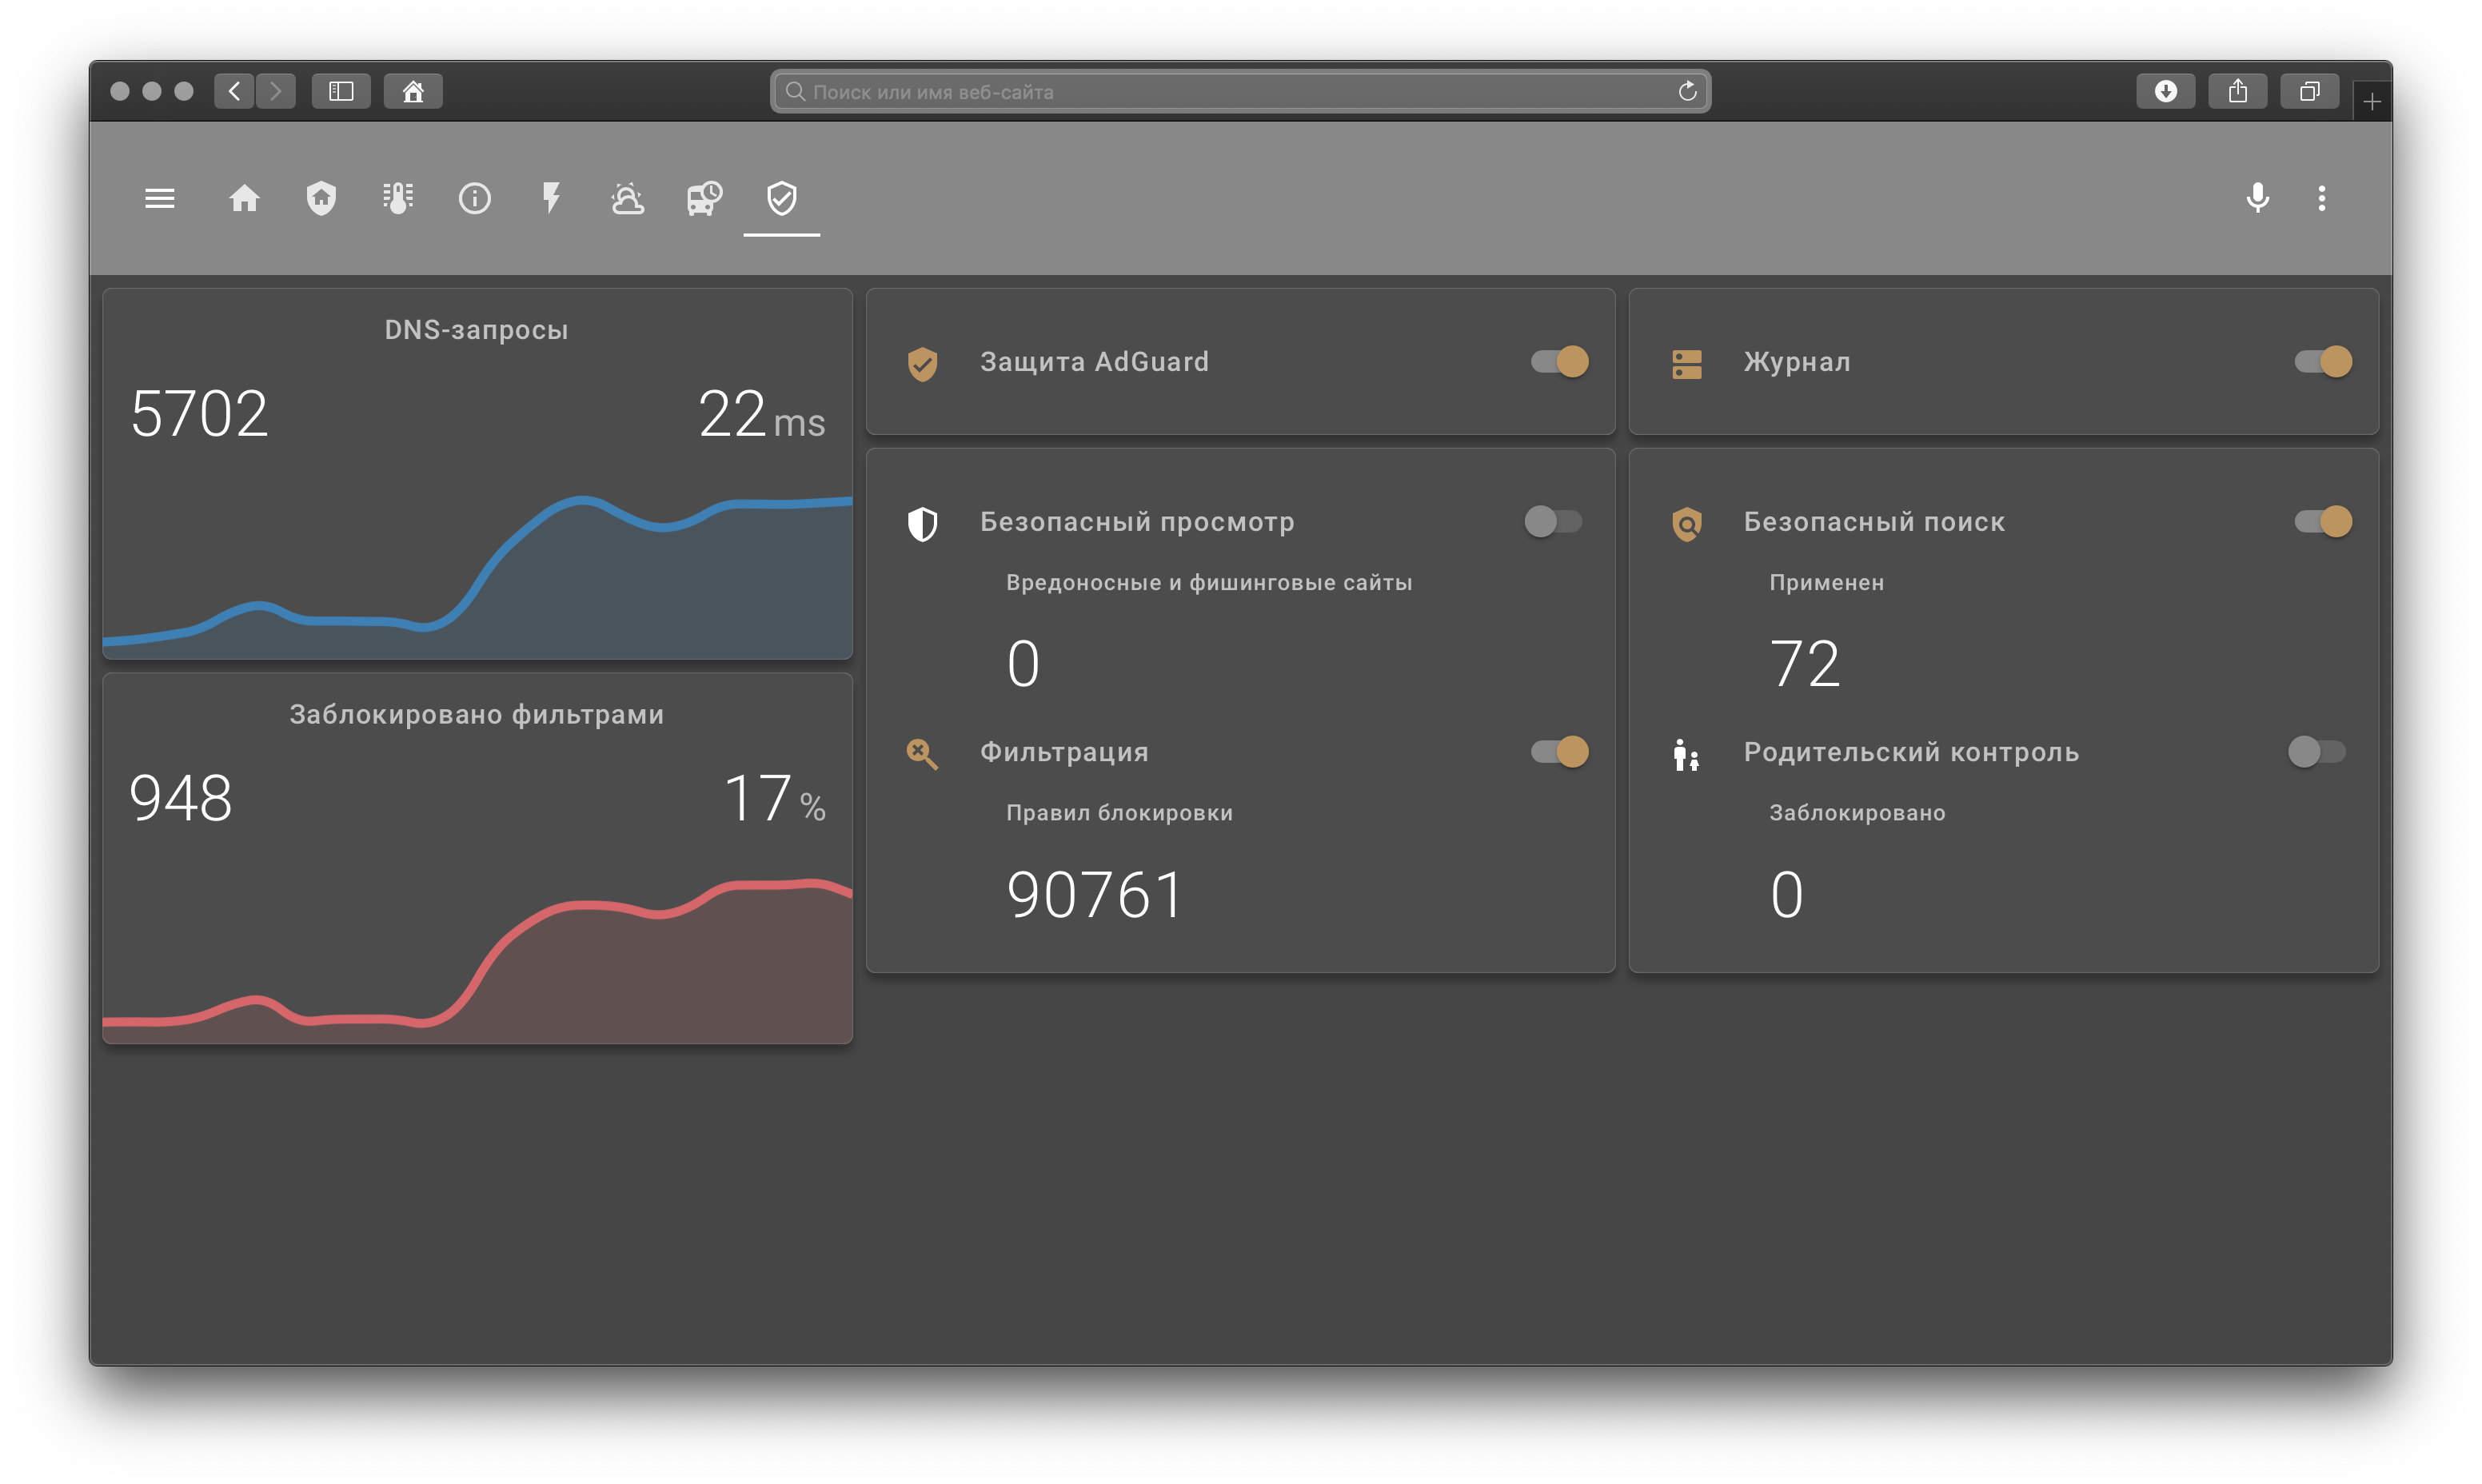 Поиск или имя веб-сайта
DNS-запросы
5702
22 ms
Заблокировано фильтрами
948
17 %
Защита AdGuard
Безопасный просмотр
Вредоносные и фишинговые сайты
0
Фильтрация
Правил блокировки
90761
Журнал
Безопасный поиск
Применен
72
Родительский контроль
Заблокировано
0